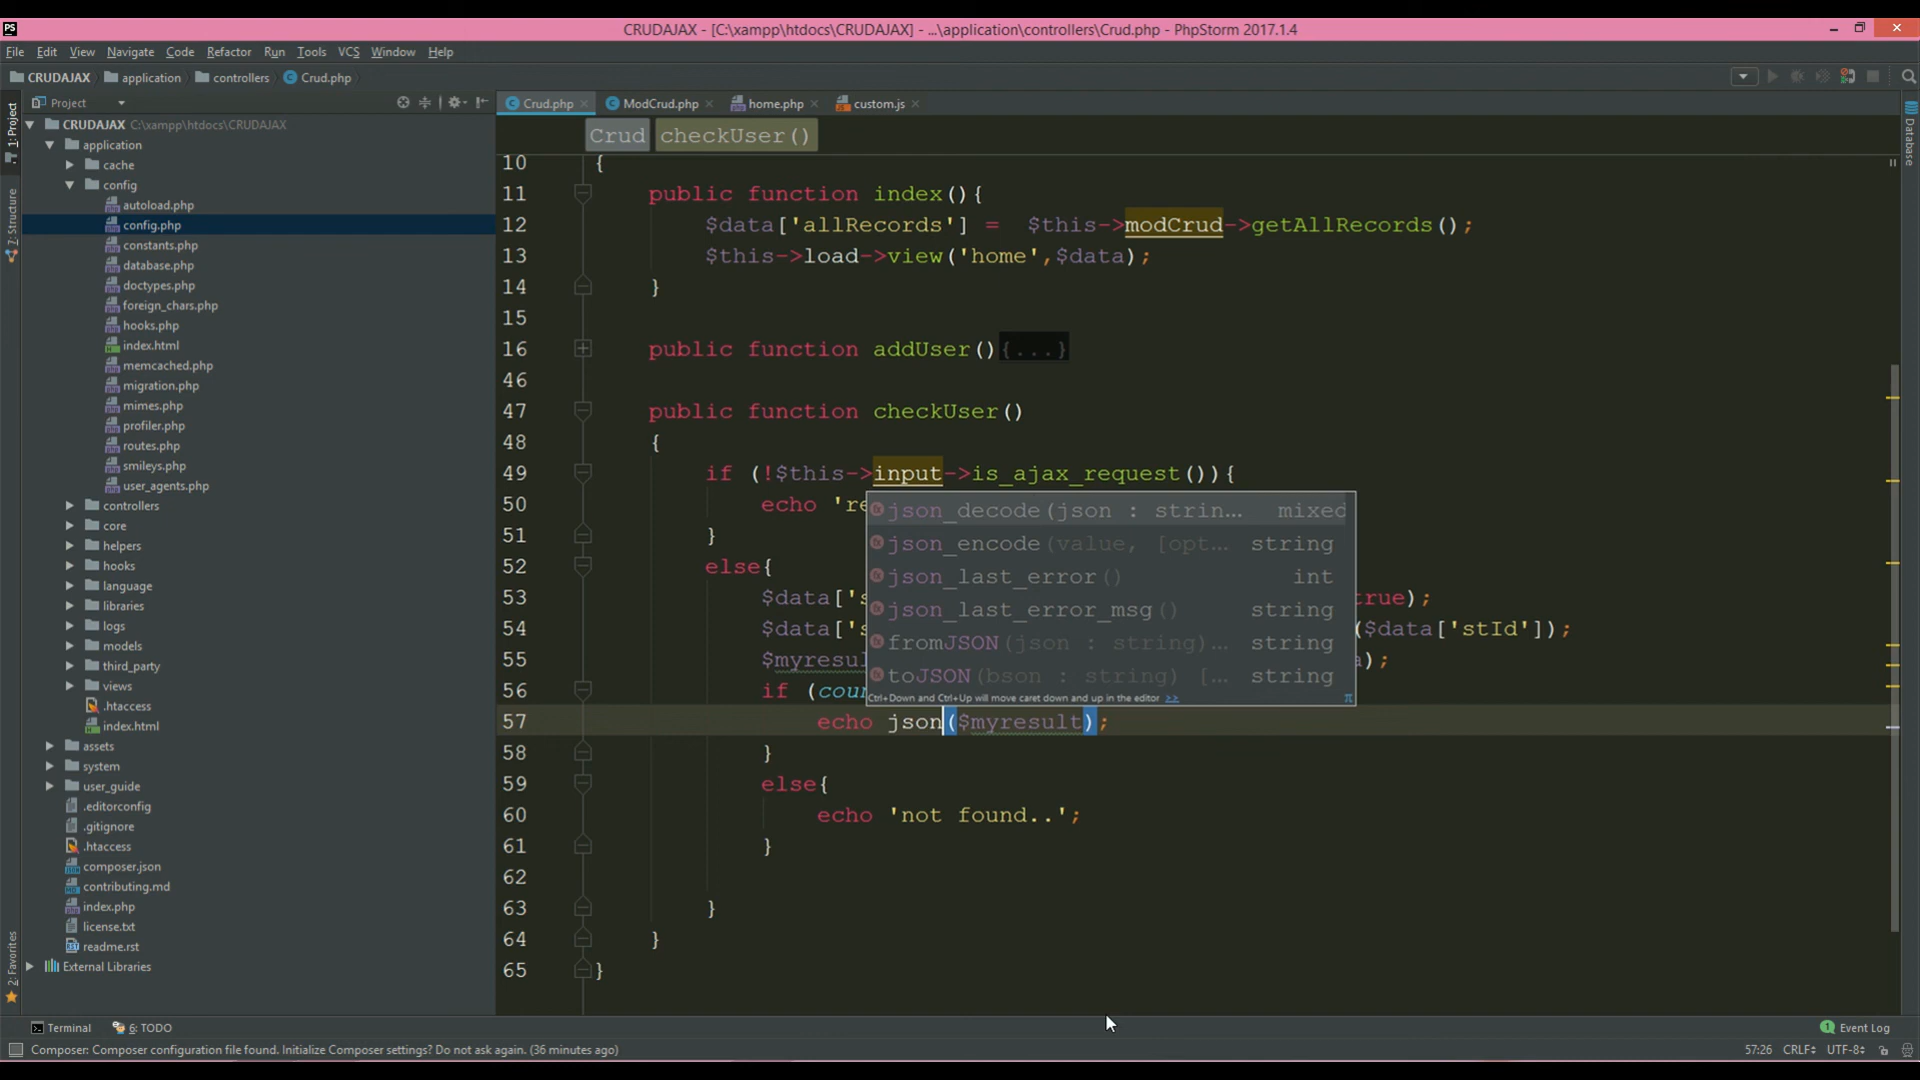 PS
CRUDAJAX - [C:\xampp\htdocs\CRUDAJAX] - ...\application\controllers\Crud.php - PhpStorm 2017.1.4
File Edit View Navigate Code Refactor Run Tools VCS Window Help
CRUDAJAX application controllers Crud.php
Project
Crud.php ModCrud.php home.php custom.js
1: Project
7: Structure
2: Favorites
Database
CRUDAJAX C:\xampp\htdocs\CRUDAJAX
application
cache
config
autoload.php
config.php
constants.php
database.php
doctypes.php
foreign_chars.php
hooks.php
index.html
memcached.php
migration.php
mimes.php
profiler.php
routes.php
smileys.php
user_agents.php
controllers
core
helpers
hooks
language
libraries
logs
models
third_party
views
.htaccess
index.html
assets
system
user_guide
.editorconfig
.gitignore
.htaccess
composer.json
contributing.md
index.php
license.txt
readme.rst
External Libraries
Crud checkUser()
10 {
11 public function index(){
12 $data['allRecords'] = $this->modCrud->getAllRecords();
13 $this->load->view('home',$data);
14 }
15
16 public function addUser(){...}
46
47 public function checkUser()
48 {
49 if (!$this->input->is_ajax_request()){
50 echo 're
51 }
52 else{
53 $data['s true);
54 $data['s ($data['stId']);
55 $myresul );
56 if (coun
57 echo json($myresult);
58 }
59 else{
60 echo 'not found..';
61 }
62
63 }
64 }
65 }
json_decode(json : strin... mixed
json_encode(value, [opt... string
json_last_error() int
json_last_error_msg() string
fromJSON(json : string)... string
toJSON(bson : string) [... string
Ctrl+Down and Ctrl+Up will move caret down and up in the editor >>
π
Terminal 6: TODO
1 Event Log
Composer: Composer configuration file found. Initialize Composer settings? Do not ask again. (36 minutes ago)
57:26 CRLF UTF-8